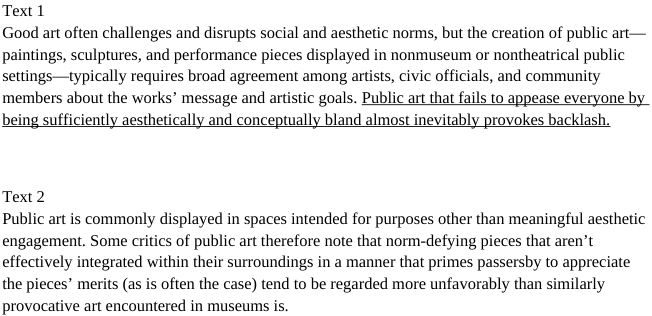 Text 1
Good art often challenges and disrupts social and aesthetic norms, but the creation of public art—
paintings, sculptures, and performance pieces displayed in nonmuseum or nontheatrical public
settings—typically requires broad agreement among artists, civic officials, and community
members about the works’ message and artistic goals. Public art that fails to appease everyone by
being sufficiently aesthetically and conceptually bland almost inevitably provokes backlash.
Text 2
Public art is commonly displayed in spaces intended for purposes other than meaningful aesthetic
engagement. Some critics of public art therefore note that norm-defying pieces that aren’t
effectively integrated within their surroundings in a manner that primes passersby to appreciate
the pieces’ merits (as is often the case) tend to be regarded more unfavorably than similarly
provocative art encountered in museums is.